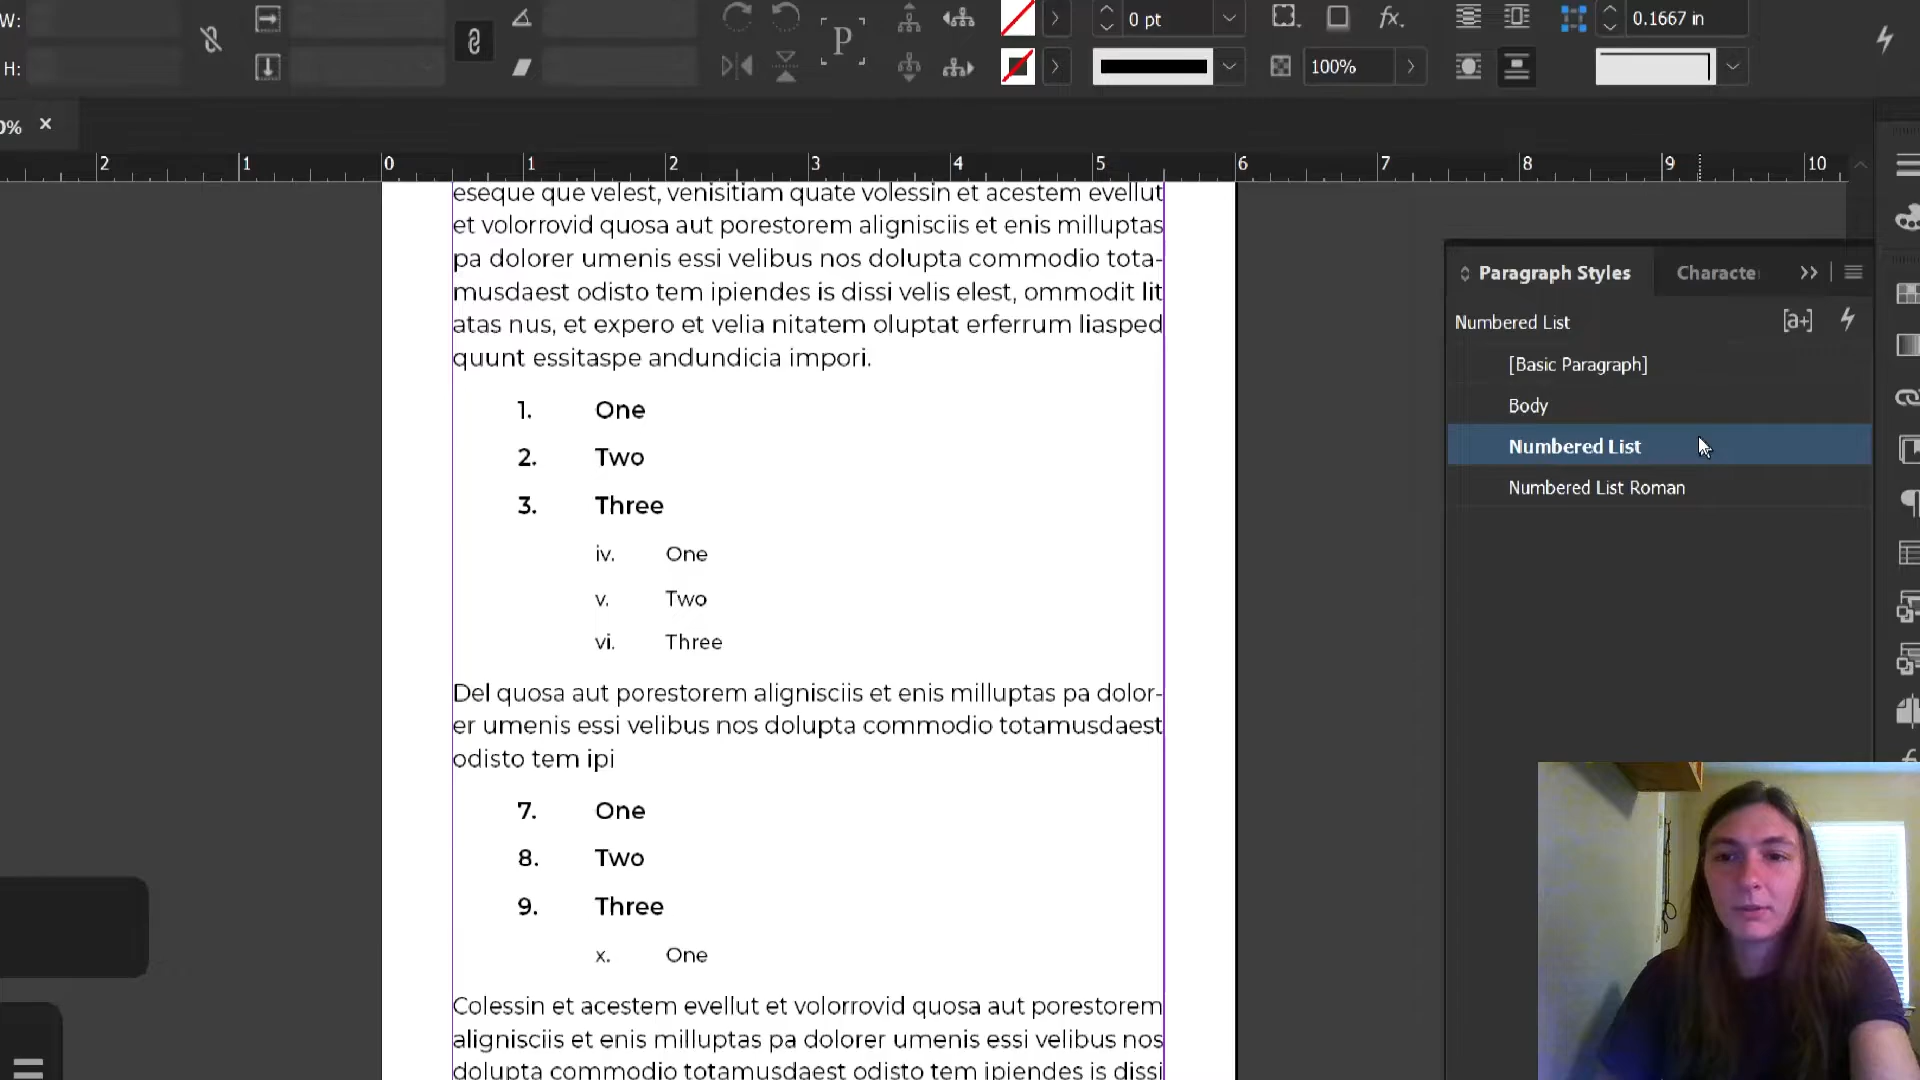 W:
H:
P
fx.
0 pt
100%
0.1667 in
0%
2 1 0 1 2 3 4 5 6 7 8 9 10
eseque que velest, venisitiam quate volessin et acestem evellut
et volorrovid quosa aut porestorem alignisciis et enis milluptas
pa dolorer umenis essi velibus nos dolupta commodio tota-
musdaest odisto tem ipiendes is dissi velis elest, ommodit lit
atas nus, et expero et velia nitatem oluptat erferrum liasped
quunt essitaspe andundicia impori.
1. One
2. Two
3. Three
iv. One
v. Two
vi. Three
Del quosa aut porestorem alignisciis et enis milluptas pa dolor-
er umenis essi velibus nos dolupta commodio totamusdaest
odisto tem ipi
7. One
8. Two
9. Three
x. One
Colessin et acestem evellut et volorrovid quosa aut porestorem
alignisciis et enis milluptas pa dolorer umenis essi velibus nos
dolupta commodio totamusdaest odisto tem ipiendes is dissi
Paragraph Styles
Characte
Numbered List
[a+]
[Basic Paragraph]
Body
Numbered List
Numbered List Roman